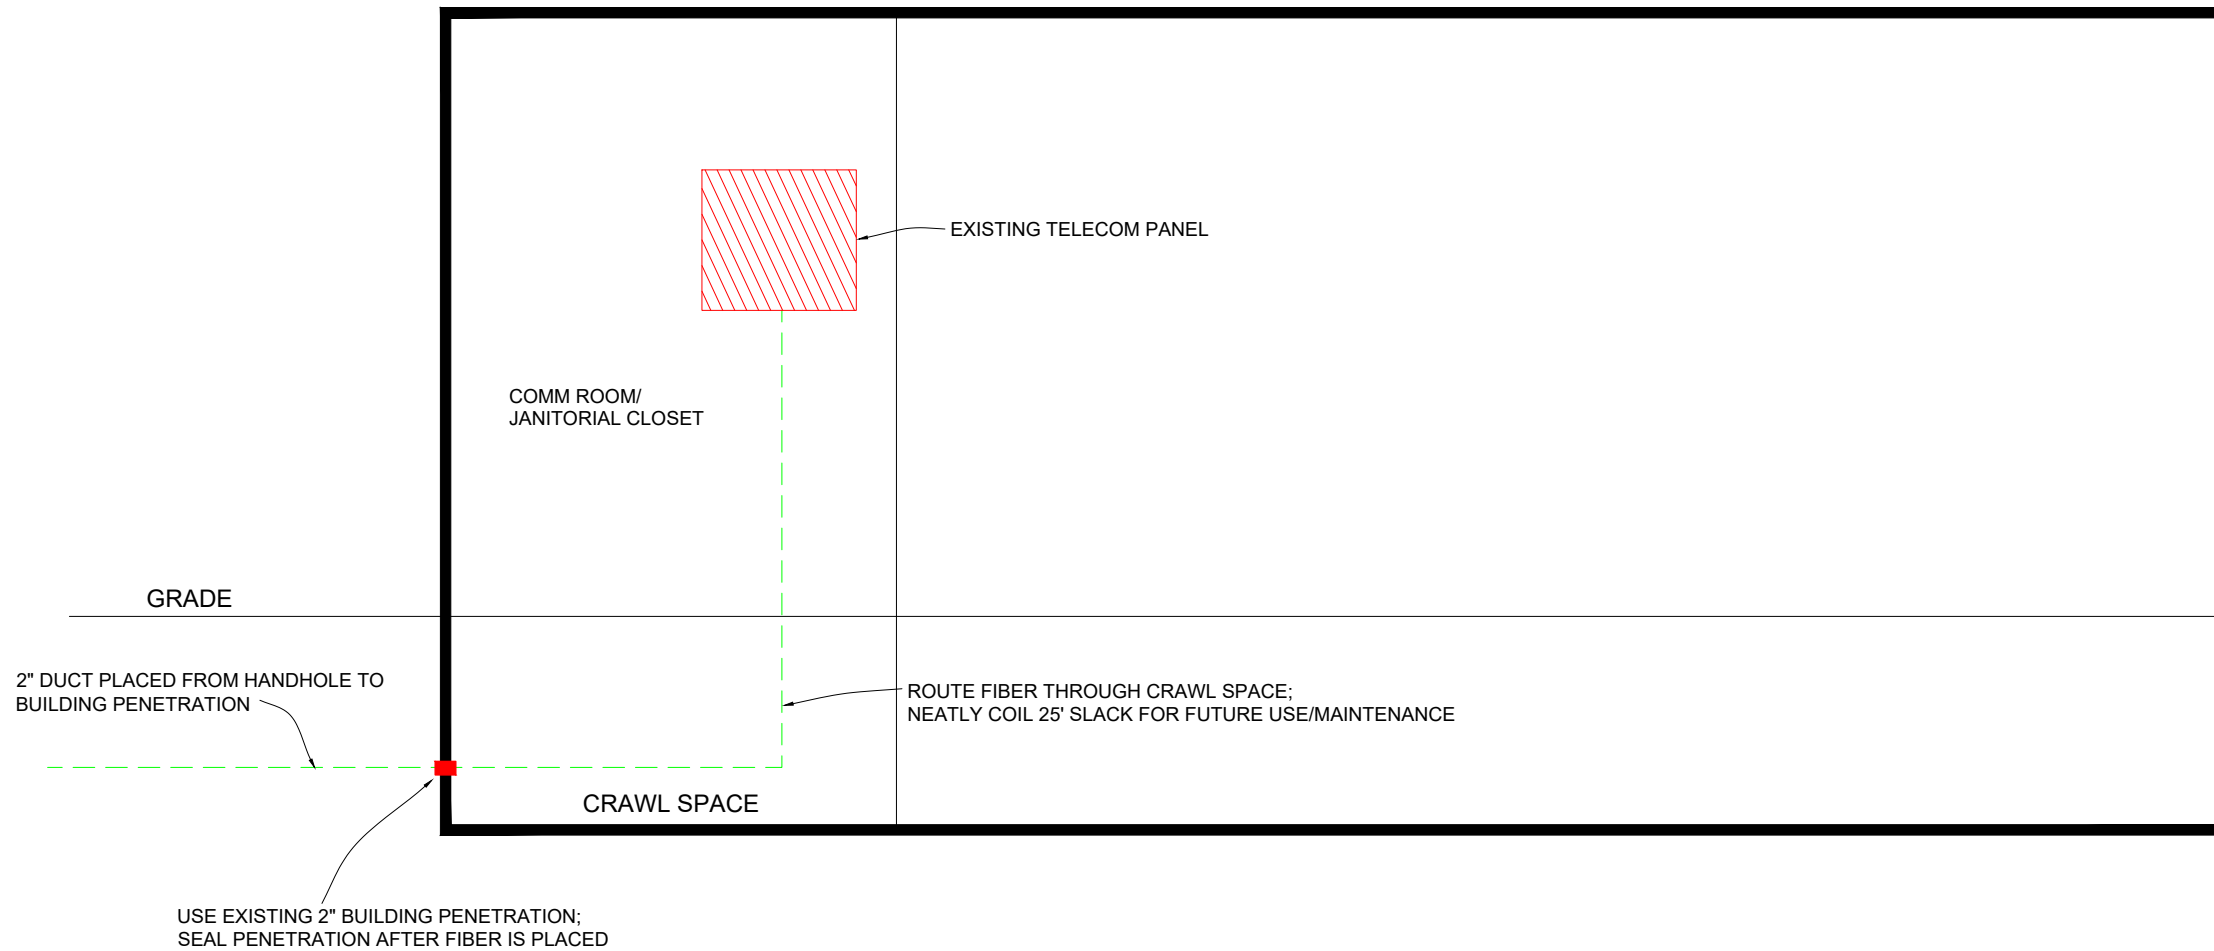 EXISTING TELECOM PANEL
COMM ROOM/
JANITORIAL CLOSET
GRADE
2" DUCT PLACED FROM HANDHOLE TO
BUILDING PENETRATION
ROUTE FIBER THROUGH CRAWL SPACE;
NEATLY COIL 25' SLACK FOR FUTURE USE/MAINTENANCE
CRAWL SPACE
USE EXISTING 2" BUILDING PENETRATION;
SEAL PENETRATION AFTER FIBER IS PLACED